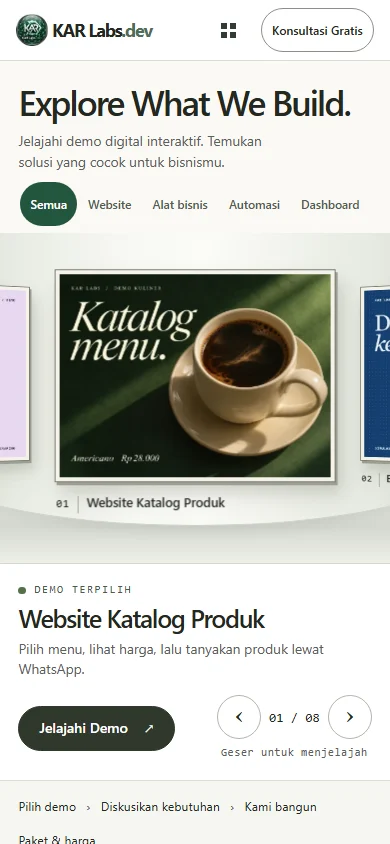 KAR Labs.dev
Konsultasi Gratis
Explore What We Build.
Jelajahi demo digital interaktif. Temukan
solusi yang cocok untuk bisnismu.
Semua Website Alat bisnis Automasi Dashboard
KAR LABS / DEMO KULINER
Katalog
menu.
Americano Rp28.000
01 Website Katalog Produk
02
DEMO TERPILIH
Website Katalog Produk
Pilih menu, lihat harga, lalu tanyakan produk lewat
WhatsApp.
Jelajahi Demo ↗
‹ 01 / 08 ›
Geser untuk menjelajah
Pilih demo › Diskusikan kebutuhan › Kami bangun
Paket & harga